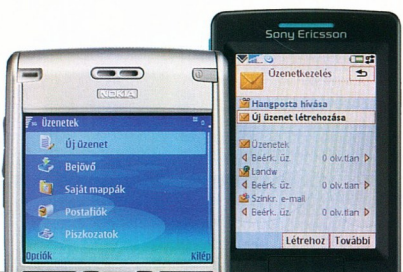 NOKIA
Üzenetek
Új üzenet
Bejövő
Saját mappák
Postafiók
Piszkozatok
Opciók
Kilép
Sony Ericsson
Üzenetkezelés
Hangposta hívása
Új üzenet létrehozása
Üzenetek
Beérk. üz. 0 olv.tlan
Landw
Beérk. üz. 0 olv.tlan
Szinkr. e-mail
Beérk. üz. 0 olv.tlan
Létrehoz További